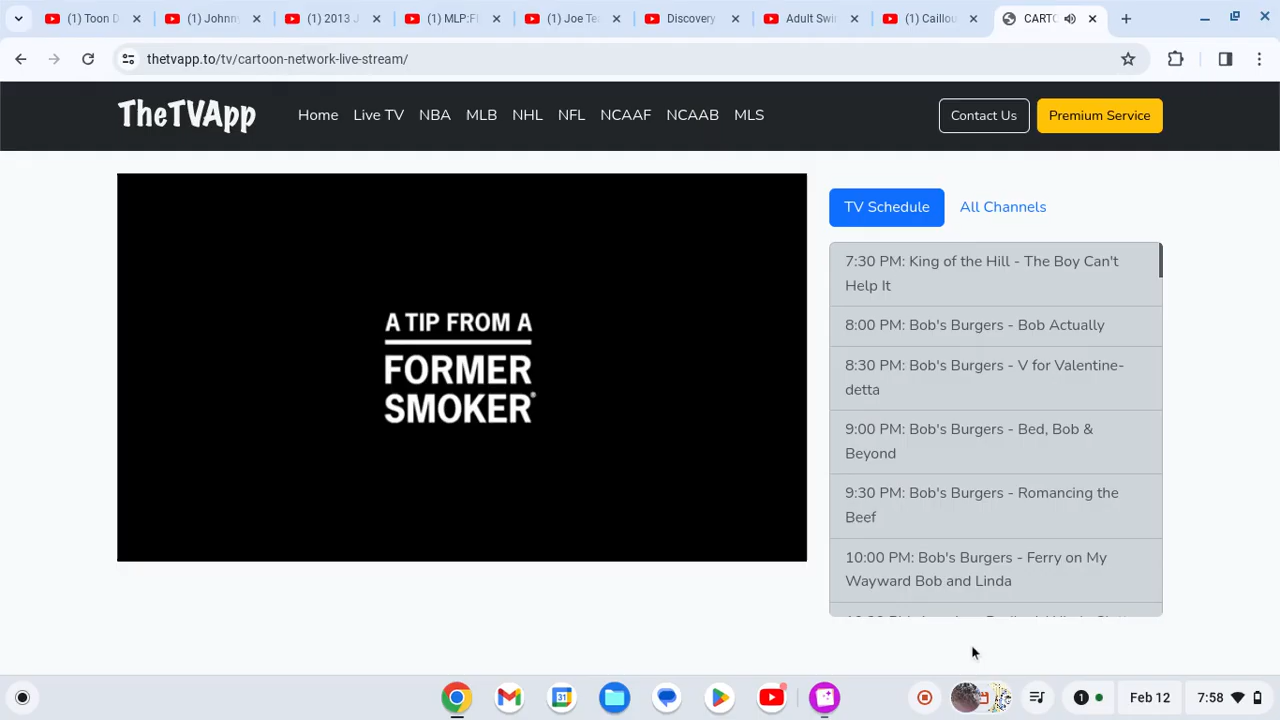 (1) Toon D
(1) Johnny
(1) 2013 J
(1) MLP:FI
(1) Joe Te
Discovery
Adult Swi
(1) Caillou
CARTO
thetvapp.to/tv/cartoon-network-live-stream/
TheTVApp
Home
Live TV
NBA
MLB
NHL
NFL
NCAAF
NCAAB
MLS
Contact Us
Premium Service
A TIP FROM A
FORMER
SMOKER®
TV Schedule
All Channels
7:30 PM: King of the Hill - The Boy Can't
Help It
8:00 PM: Bob's Burgers - Bob Actually
8:30 PM: Bob's Burgers - V for Valentine-
detta
9:00 PM: Bob's Burgers - Bed, Bob &
Beyond
9:30 PM: Bob's Burgers - Romancing the
Beef
10:00 PM: Bob's Burgers - Ferry on My
Wayward Bob and Linda
31
1
Feb 12
7:58